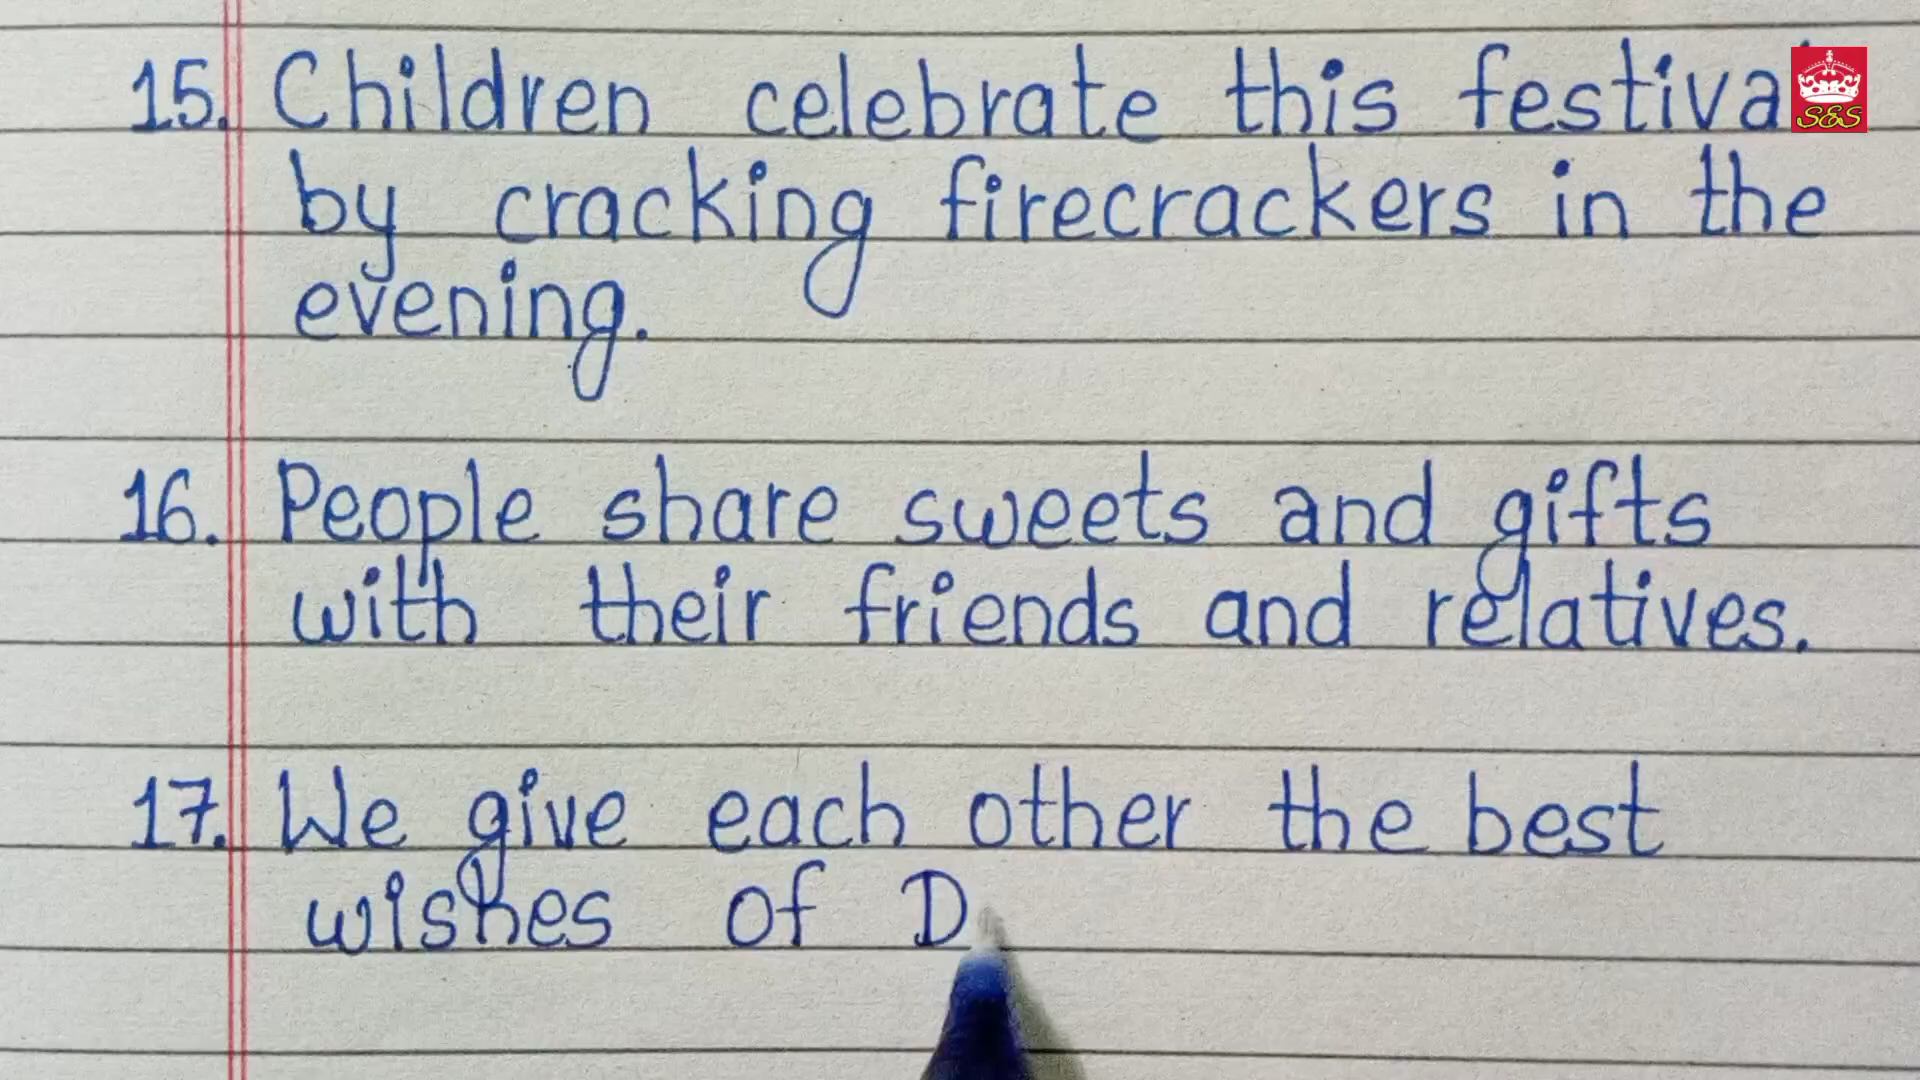 15. Children celebrate this festiva
by cracking firecrackers in the
evening.
16. People share sweets and gifts
with their friends and relatives.
17. We give each other the best
wishes of D
S&S